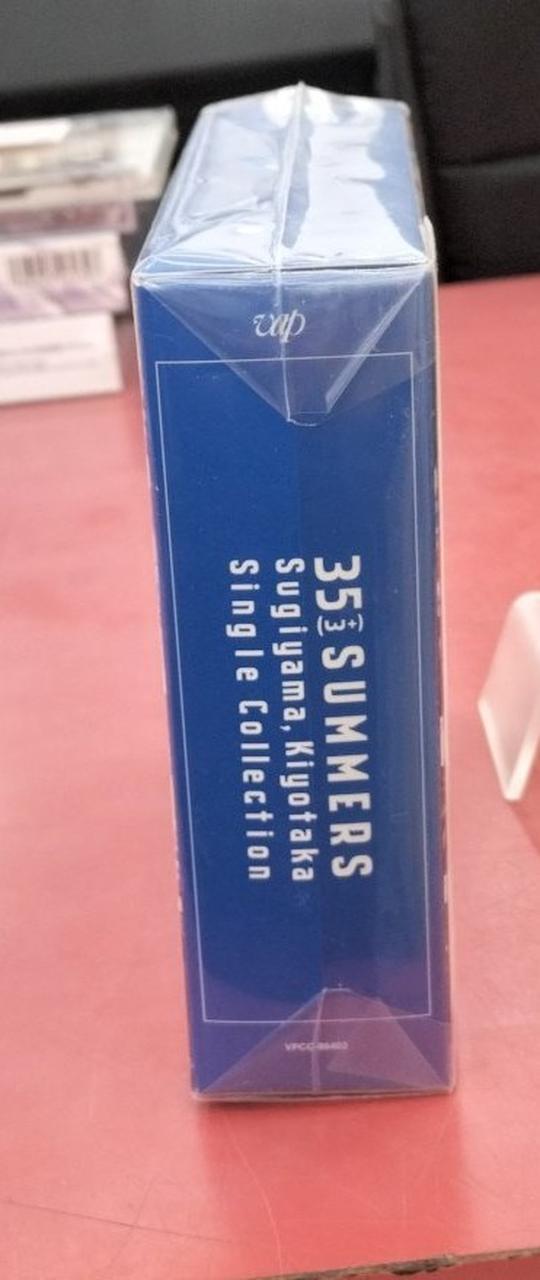 vap
35(+3)SUMMERS
Sugiyama, Kiyotaka
Single Collection